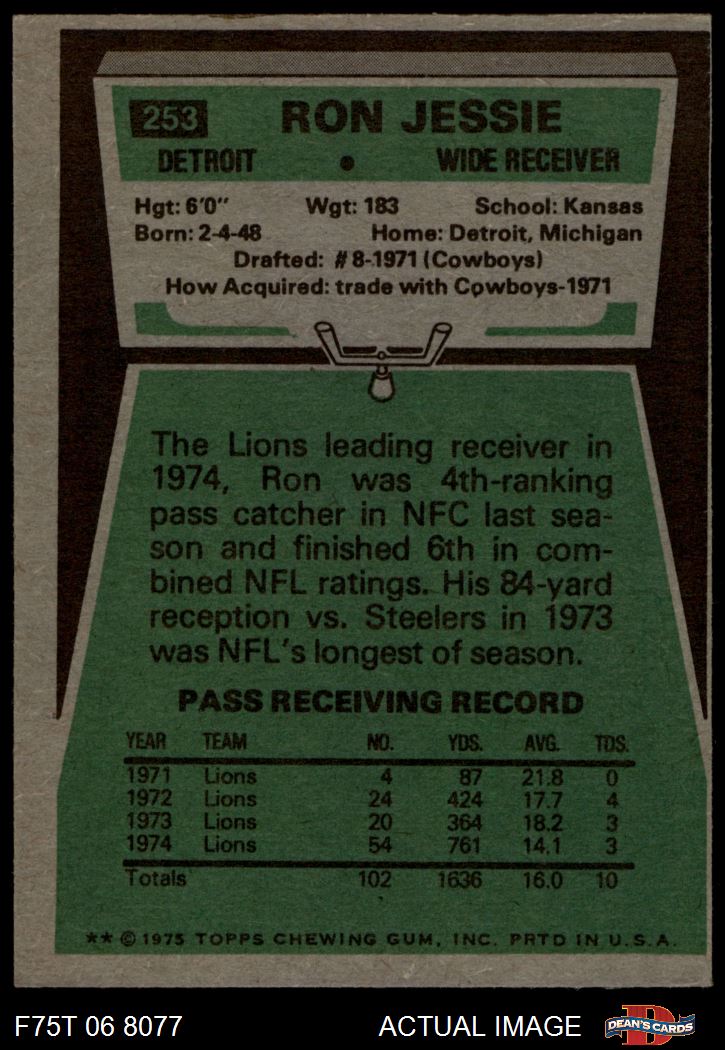 253 RON JESSIE
DETROIT • WIDE RECEIVER
Hgt: 6'0" Wgt: 183 School: Kansas
Born: 2-4-48 Home: Detroit, Michigan
Drafted: #8-1971 (Cowboys)
How Acquired: trade with Cowboys-1971
The Lions leading receiver in
1974, Ron was 4th-ranking
pass catcher in NFC last sea-
son and finished 6th in com-
bined NFL ratings. His 84-yard
reception vs. Steelers in 1973
was NFL's longest of season.
PASS RECEIVING RECORD
YEAR TEAM NO. YDS. AVG. TDS.
1971 Lions 4 87 21.8 0
1972 Lions 24 424 17.7 4
1973 Lions 20 364 18.2 3
1974 Lions 54 761 14.1 3
Totals 102 1636 16.0 10
** © 1975 TOPPS CHEWING GUM, INC. PRTD IN U.S.A.
F75T 06 8077 ACTUAL IMAGE DEAN'S CARDS